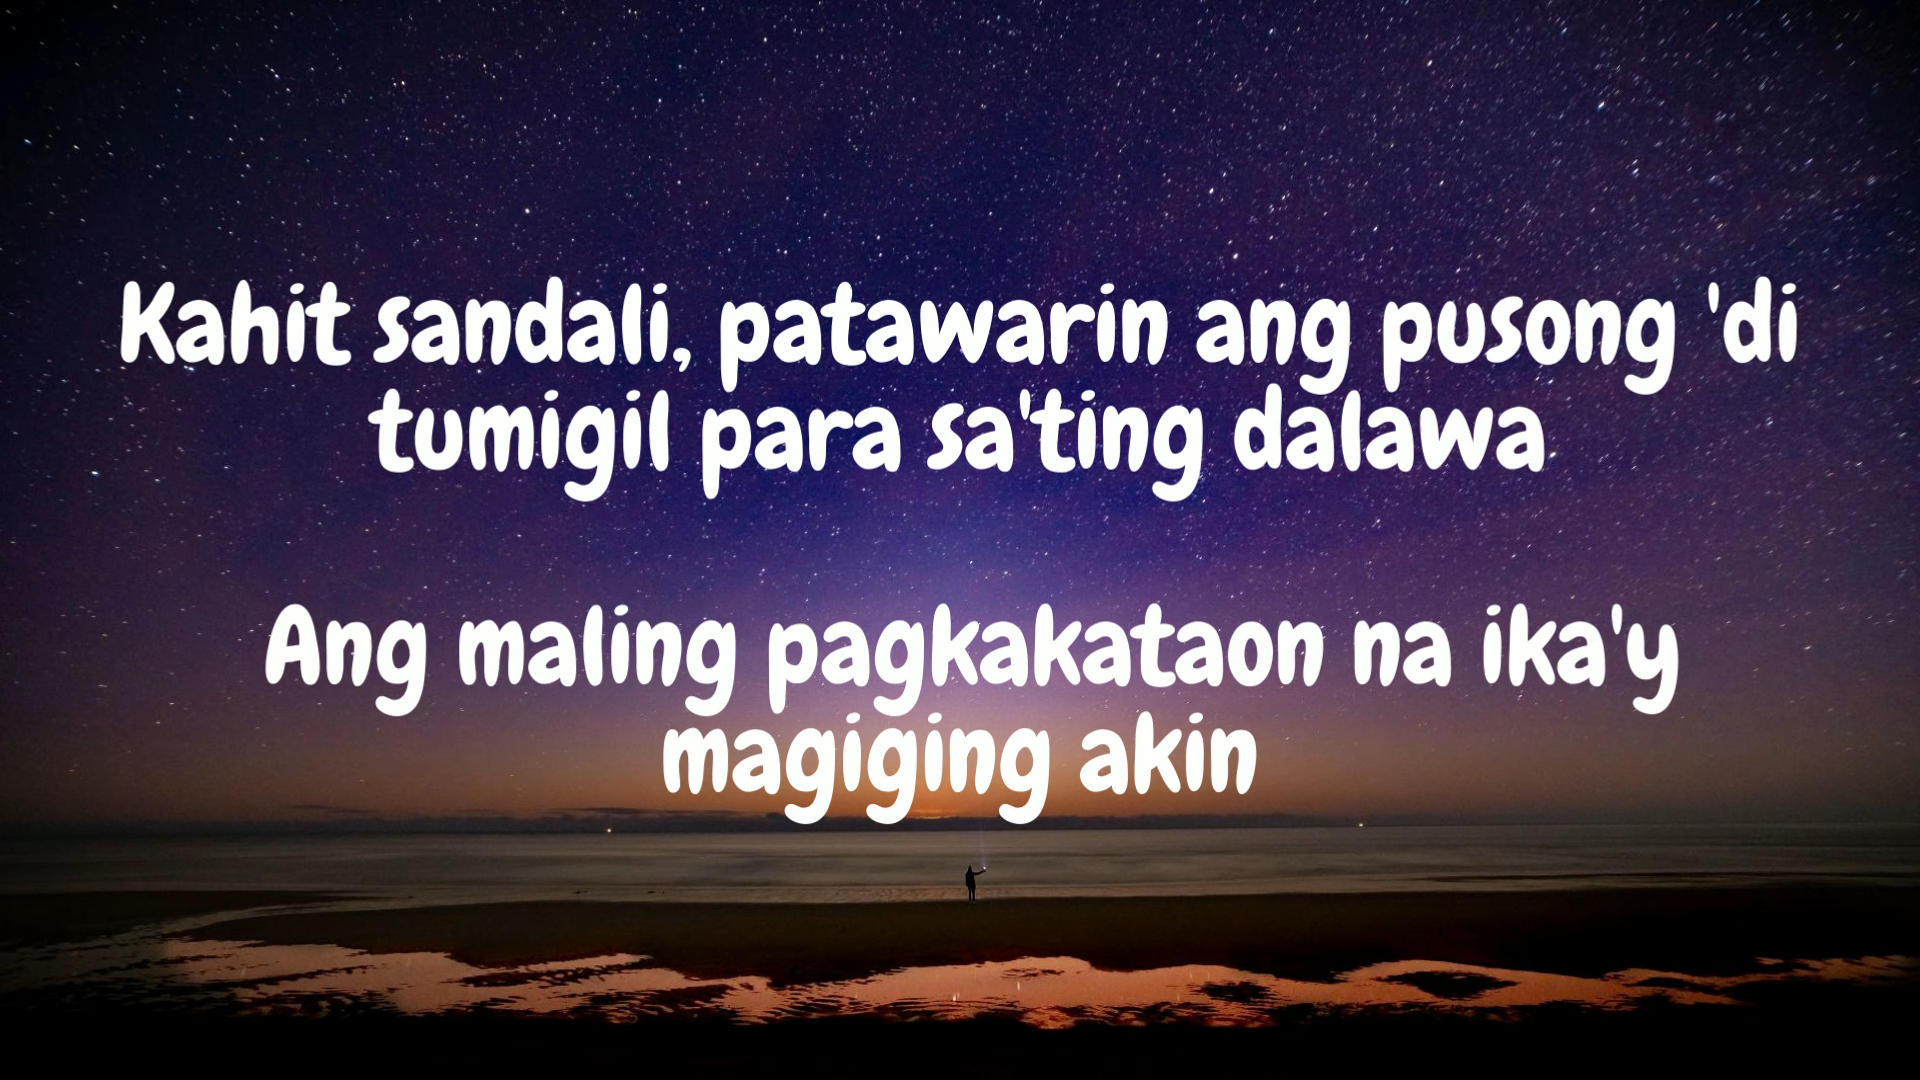 Kahit sandali, patawarin ang pusong 'di
tumigil para sa'ting dalawa
Ang maling pagkakataon na ika'y
magiging akin